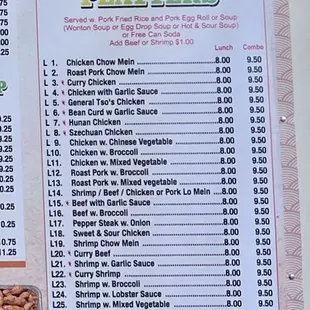 PLATTERS
Served w. Pork Fried Rice and Pork Egg Roll or Soup
(Wonton Soup or Egg Drop Soup or Hot & Sour Soup)
or Free Can Soda
Add Beef or Shrimp $1.00
Lunch Combo
L 1. Chicken Chow Mein 8.00 9.50
L 2. Roast Pork Chow Mein 8.00 9.50
L 3. Curry Chicken 8.00 9.50
L 4. Chicken with Garlic Sauce 8.00 9.50
L 5. General Tso's Chicken 8.00 9.50
L 6. Bean Curd w Garlic Sauce 8.00 9.50
L 7. Hunan Chicken 8.00 9.50
L 8. Szechuan Chicken 8.00 9.50
L 9. Chicken w. Chinese Vegetable 8.00 9.50
L10. Chicken w. Broccoli 8.00 9.50
L11. Chicken w. Mixed Vegetable 8.00 9.50
L12. Roast Pork w. Broccoli 8.00 9.50
L13. Roast Pork w. Mixed vegetable 8.00 9.50
L14. Shrimp / Beef / Chicken or Pork Lo Mein 8.00 9.50
L15. Beef with Garlic Sauce 8.00 9.50
L16. Beef w. Broccoli 8.00 9.50
L17. Pepper Steak w. Onion 8.00 9.50
L18. Sweet & Sour Chicken 8.00 9.50
L19. Shrimp Chow Mein 8.00 9.50
L20. Curry Beef 8.00 9.50
L21. Shrimp w. Garlic Sauce 8.00 9.50
L22. Curry Shrimp 8.00 9.50
L23. Shrimp w. Broccoli 8.00 9.50
L24. Shrimp w. Lobster Sauce 8.00 9.50
L25. Shrimp w. Mixed Vegetable 8.00 9.50